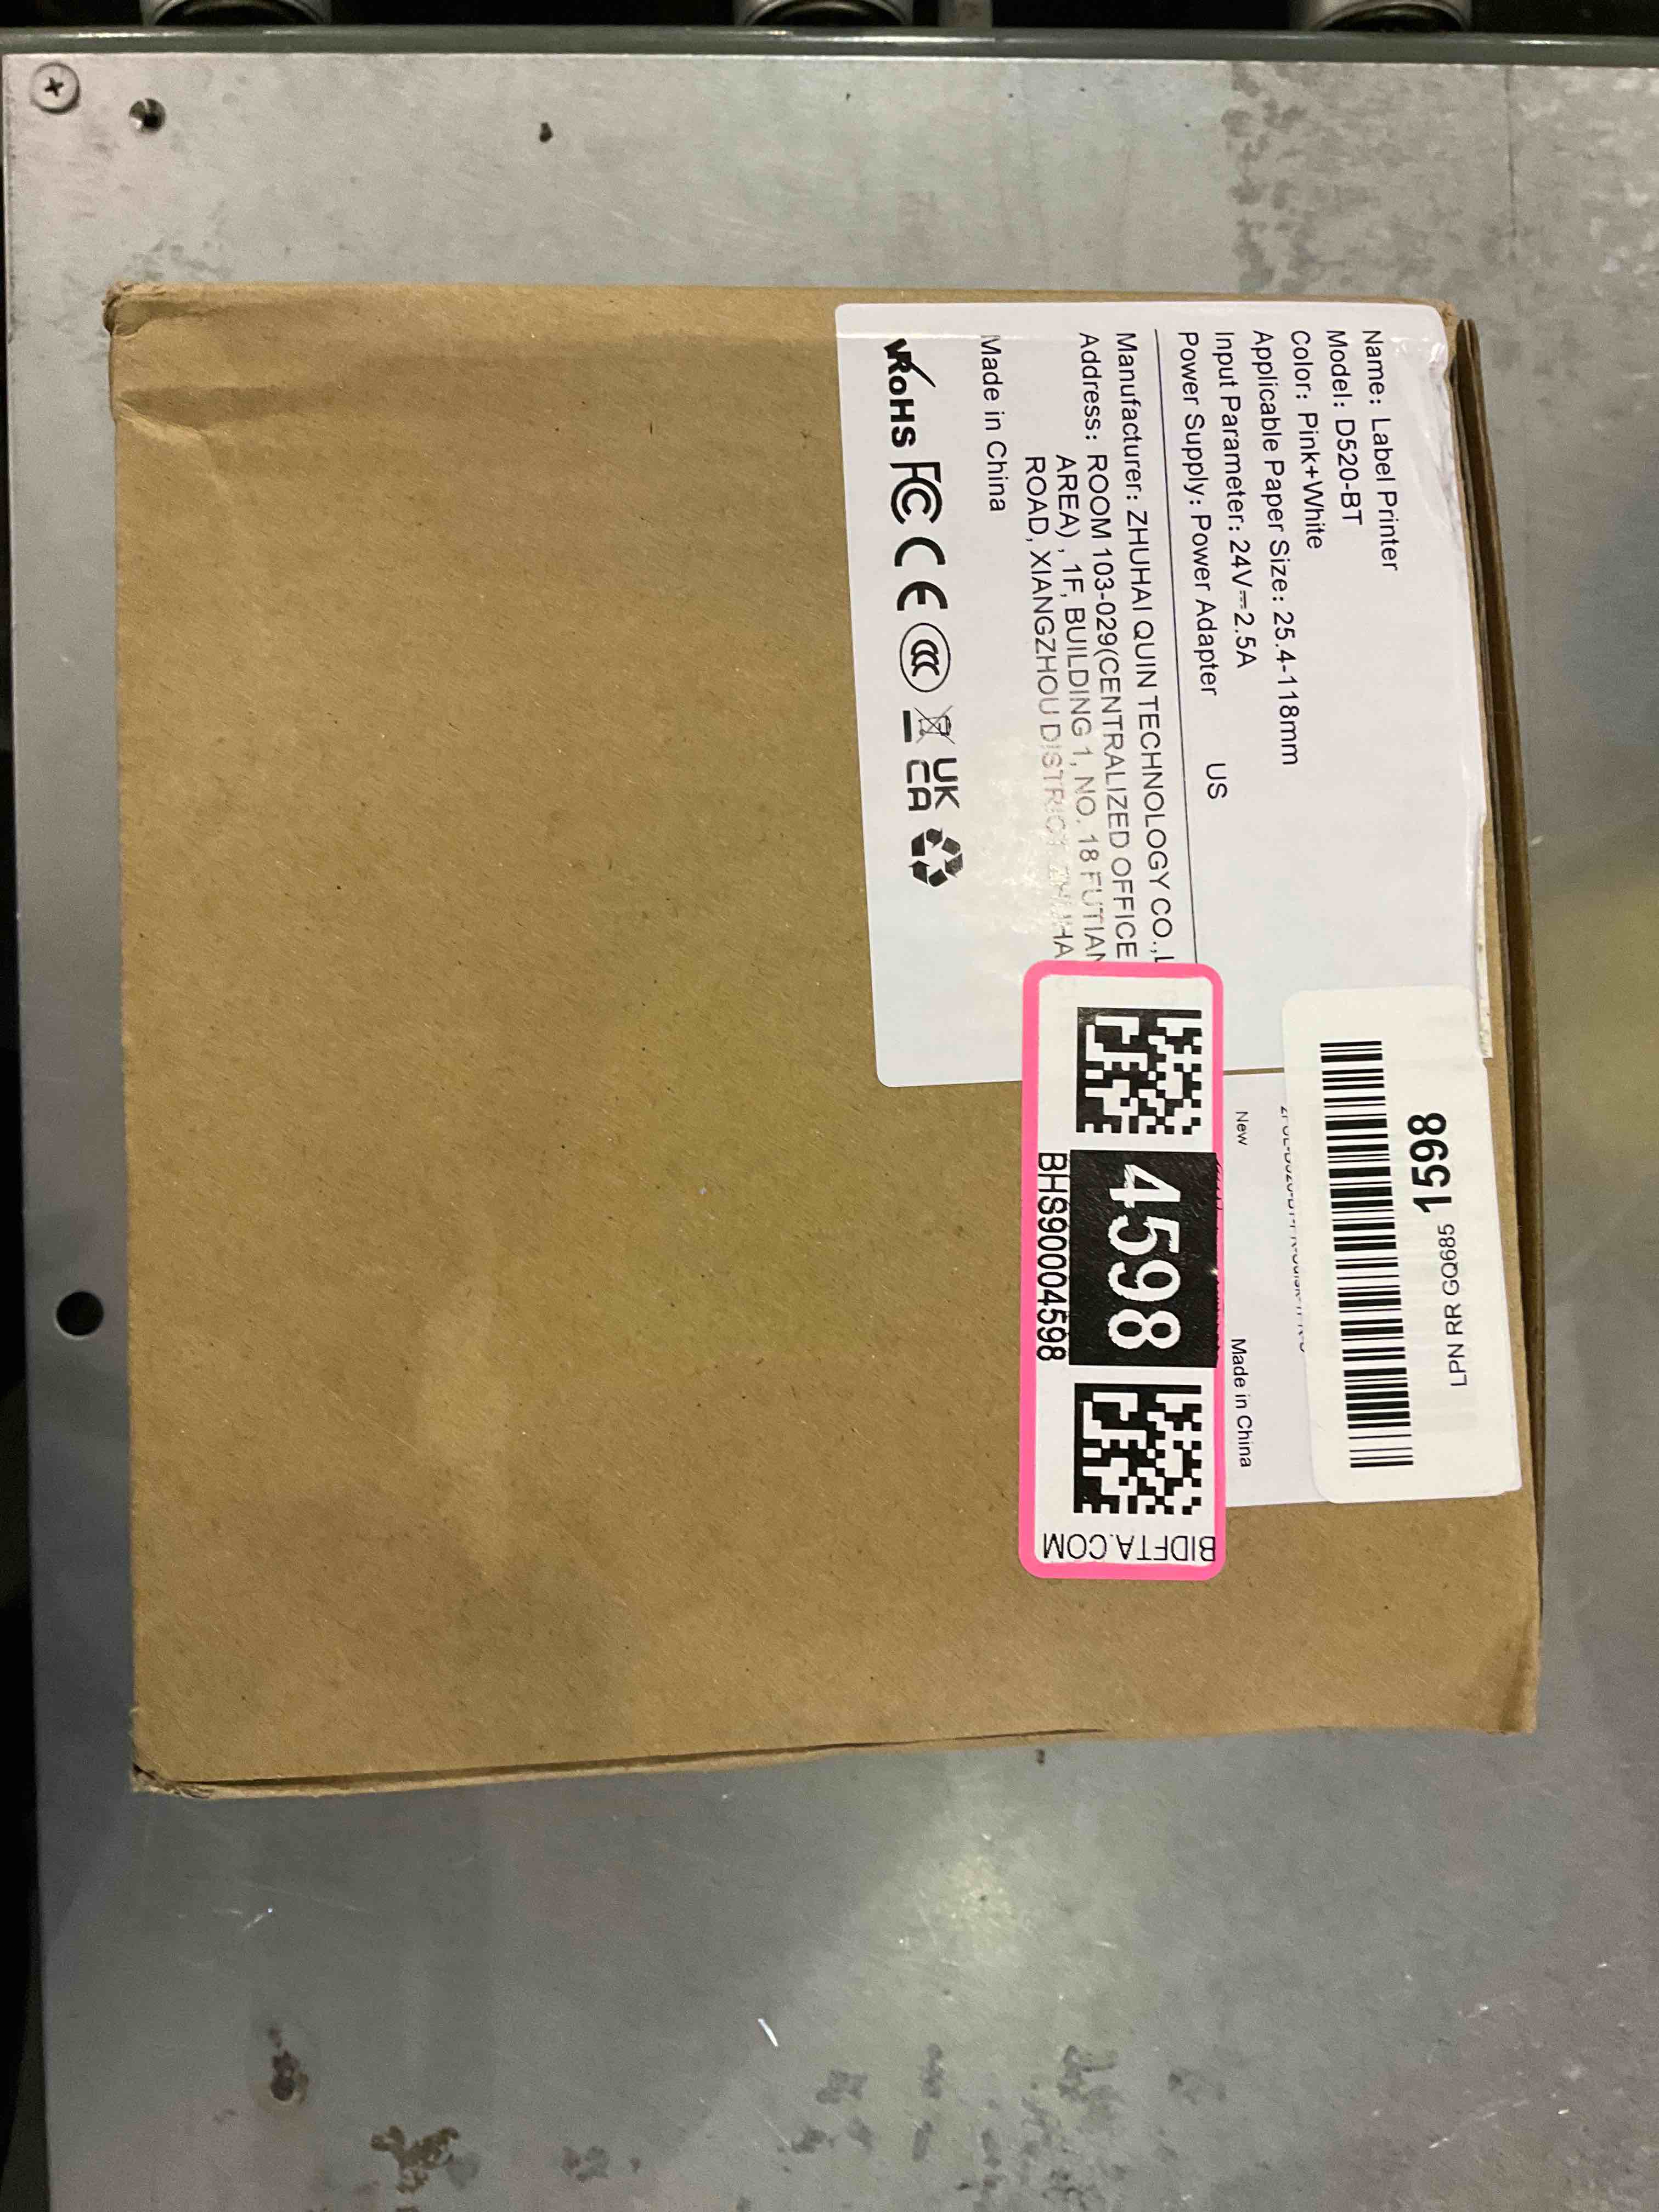 Name: Label Printer
Model: D520-BT
Color: Pink+White
Applicable Paper Size: 25.4-118mm
Input Parameter: 24V⎓2.5A
Power Supply: Power Adapter US
Manufacturer: ZHUHAI QUIN TECHNOLOGY CO.,L
Address: ROOM 103-029(CENTRALIZED OFFICE
AREA), 1F, BUILDING 1, NO. 18 FUTIAN
ROAD, XIANGZHOU DISTRICT
Made in China
RoHS FC CE CCC UK CA
LPN RR GQ685 1598
New
Made in China
4598
BHS90004598
BIDFTA.COM